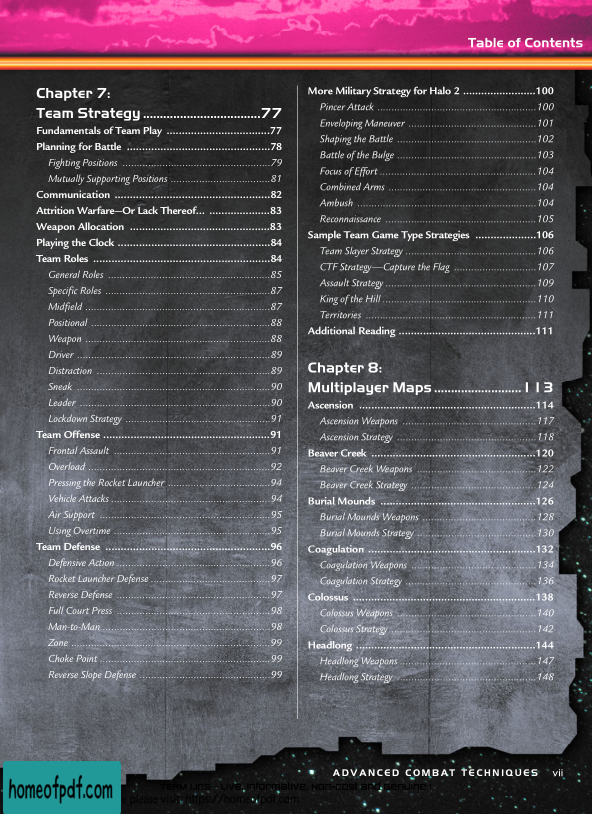 Table of Contents
Chapter 7:
Team Strategy ................................77
Fundamentals of Team Play ..................................77
Planning for Battle ...............................................78
Fighting Positions ............................................................79
Mutually Supporting Positions ..................................81
Communication ....................................................82
Attrition Warfare—Or Lack Thereof... ....................83
Weapon Allocation ..............................................83
Playing the Clock ..................................................84
Team Roles ...........................................................84
General Roles .......................................................85
Specific Roles .......................................................87
Midfield ..............................................................87
Positional ............................................................88
Weapon .............................................................88
Driver ................................................................89
Distraction ..........................................................89
Sneak ................................................................90
Leader ...............................................................90
Lockdown Strategy .................................................91
Team Offense .......................................................91
Frontal Assault .....................................................91
Overload .............................................................92
Pressing the Rocket Launcher ...................................94
Vehicle Attacks .....................................................94
Air Support ..........................................................95
Using Overtime .....................................................95
Team Defense ......................................................96
Defensive Action ....................................................96
Rocket Launcher Defense ........................................97
Reverse Defense ....................................................97
Full Court Press .....................................................98
Man-to-Man .........................................................98
Zone ..................................................................99
Choke Point .........................................................99
Reverse Slope Defense ............................................99
More Military Strategy for Halo 2 ........................100
Pincer Attack ......................................................100
Enveloping Maneuver ............................................101
Shaping the Battle ................................................102
Battle of the Bulge ................................................103
Focus of Effort .....................................................104
Combined Arms ...................................................104
Ambush .............................................................104
Reconnaissance ....................................................105
Sample Team Game Type Strategies ....................106
Team Slayer Strategy .............................................106
CTF Strategy—Capture the Flag ...............................107
Assault Strategy ...................................................109
King of the Hill .....................................................110
Territories ...........................................................111
Additional Reading ..............................................111
Chapter 8:
Multiplayer Maps ........................113
Ascension ..........................................................114
Ascension Weapons ..............................................117
Ascension Strategy ................................................118
Beaver Creek ......................................................120
Beaver Creek Weapons ..........................................122
Beaver Creek Strategy ............................................124
Burial Mounds ....................................................126
Burial Mounds Weapons .........................................128
Burial Mounds Strategy ..........................................130
Coagulation .......................................................132
Coagulation Weapons ............................................134
Coagulation Strategy .............................................136
Colossus ............................................................138
Colossus Weapons ................................................140
Colossus Strategy .................................................142
Headlong ...........................................................144
Headlong Weapons ...............................................147
Headlong Strategy ................................................148
ADVANCED COMBAT TECHNIQUES vii
homeofpdf.com
TEAM UCS - Live, Informative, Non-cost and Genuine !
please visit: https://homeofpdf.com